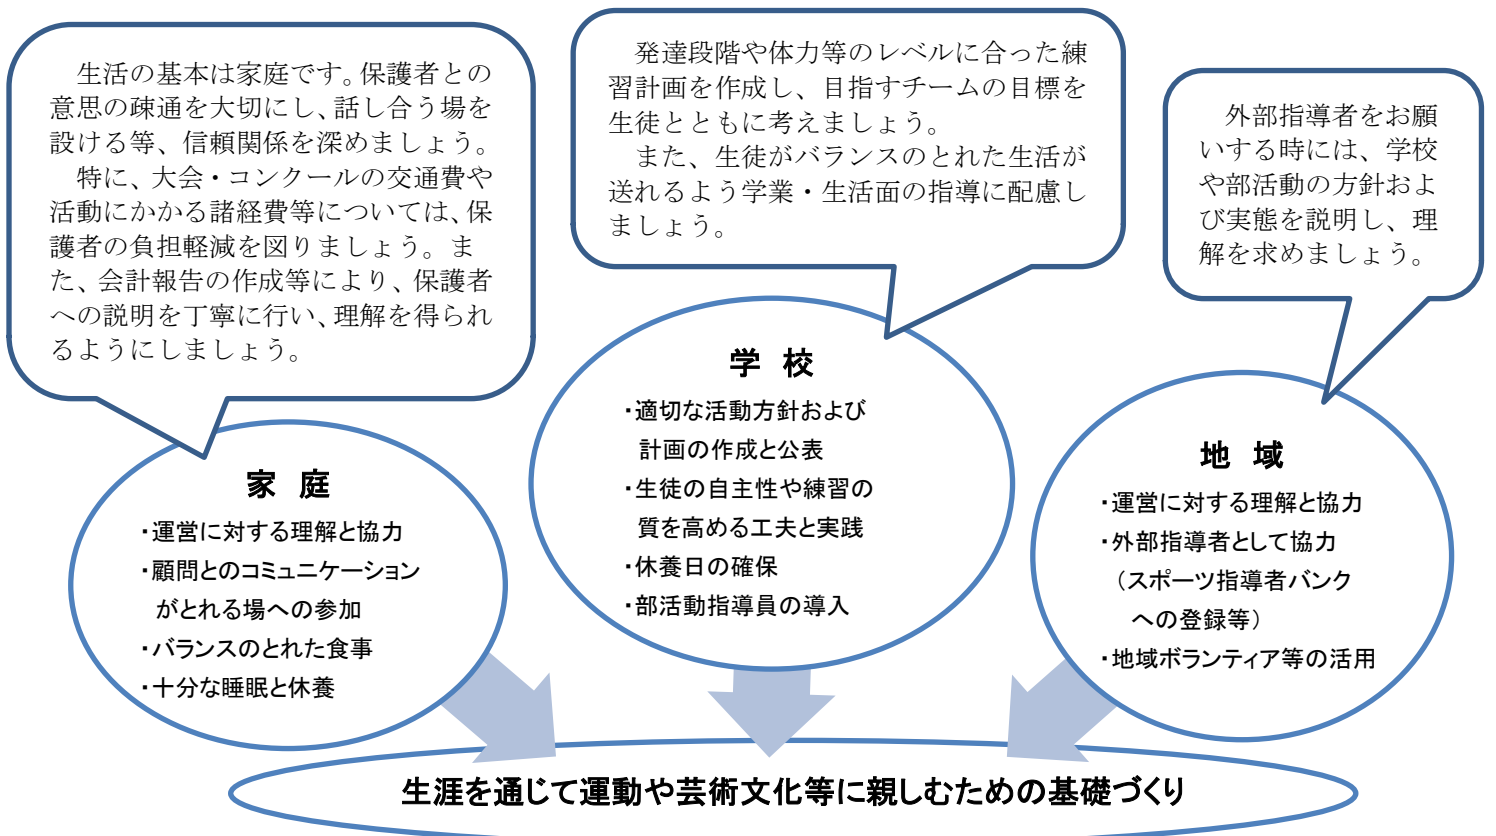 生活の基本は家庭です。保護者との
意思の疎通を大切にし、話し合う場を
設ける等、信頼関係を深めましょう。
特に、大会・コンクールの交通費や
活動にかかる諸経費等については、保
護者の負担軽減を図りましょう。ま
た、会計報告の作成等により、保護者
への説明を丁寧に行い、理解を得られ
るようにしましょう。
発達段階や体力等のレベルに合った練
習計画を作成し、目指すチームの目標を
生徒とともに考えましょう。
また、生徒がバランスのとれた生活が
送れるよう学業・生活面の指導に配慮し
ましょう。
外部指導者をお願
いする時には、学校
や部活動の方針およ
び実態を説明し、理
解を求めましょう。
家 庭
・運営に対する理解と協力
・顧問とのコミュニケーション
がとれる場への参加
・バランスのとれた食事
・十分な睡眠と休養
学 校
・適切な活動方針および
計画の作成と公表
・生徒の自主性や練習の
質を高める工夫と実践
・休養日の確保
・部活動指導員の導入
地 域
・運営に対する理解と協力
・外部指導者として協力
（スポーツ指導者バンク
への登録等）
・地域ボランティア等の活用
生涯を通じて運動や芸術文化等に親しむための基礎づくり